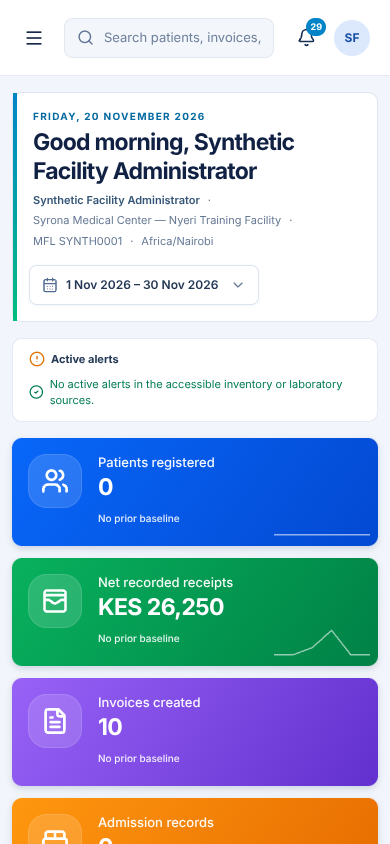 Search patients, invoices,
29
SF
FRIDAY, 20 NOVEMBER 2026
Good morning, Synthetic
Facility Administrator
Synthetic Facility Administrator ·
Syrona Medical Center — Nyeri Training Facility ·
MFL SYNTH0001 · Africa/Nairobi
1 Nov 2026 – 30 Nov 2026
Active alerts
No active alerts in the accessible inventory or laboratory
sources.
Patients registered
0
No prior baseline
Net recorded receipts
KES 26,250
No prior baseline
Invoices created
10
No prior baseline
Admission records